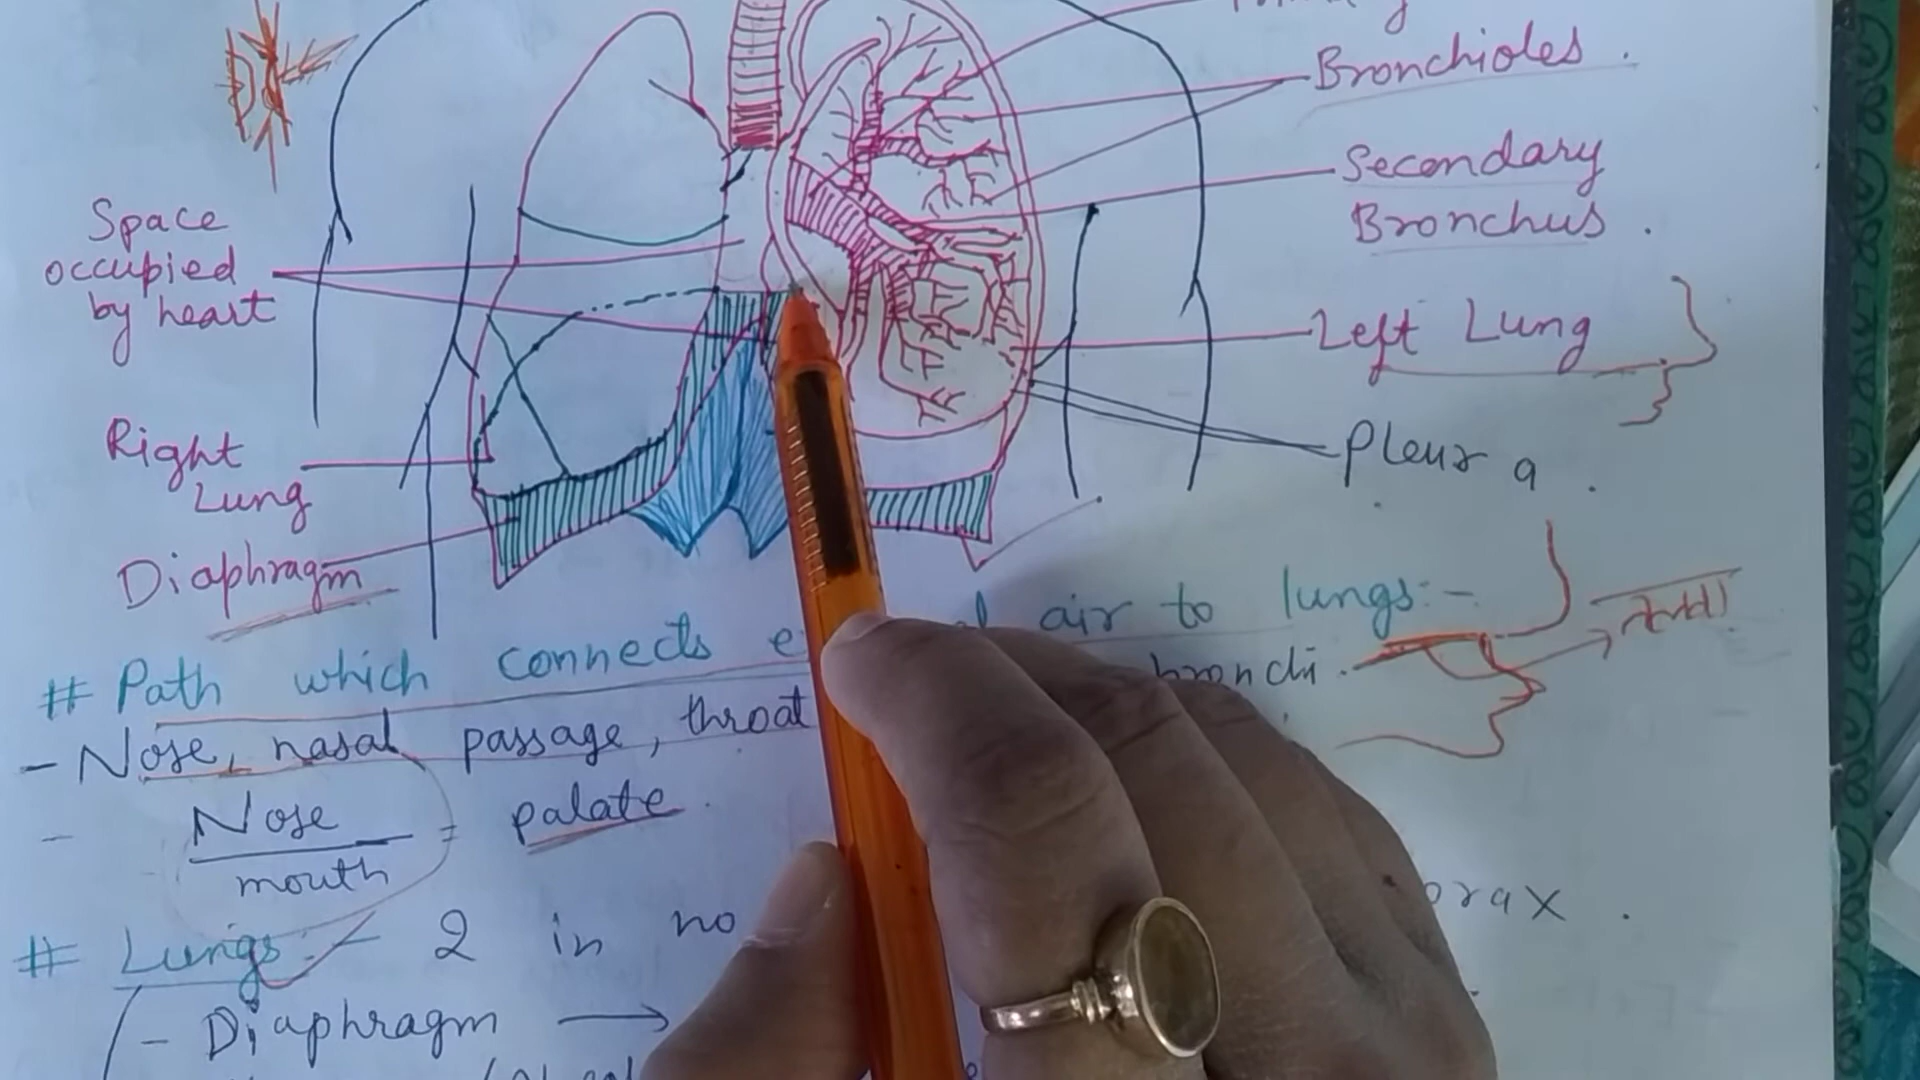 Bronchioles.
Secondary
Bronchus.
Space
occupied
by heart
Left Lung
Right
Lung
Pleura.
Diaphragm
# Path which connects air to lungs:-
- Nose, nasal passage, throat bronchi.
- Nose = palate.
mouth
# Lungs:- 2 in no
- Diaphragm →